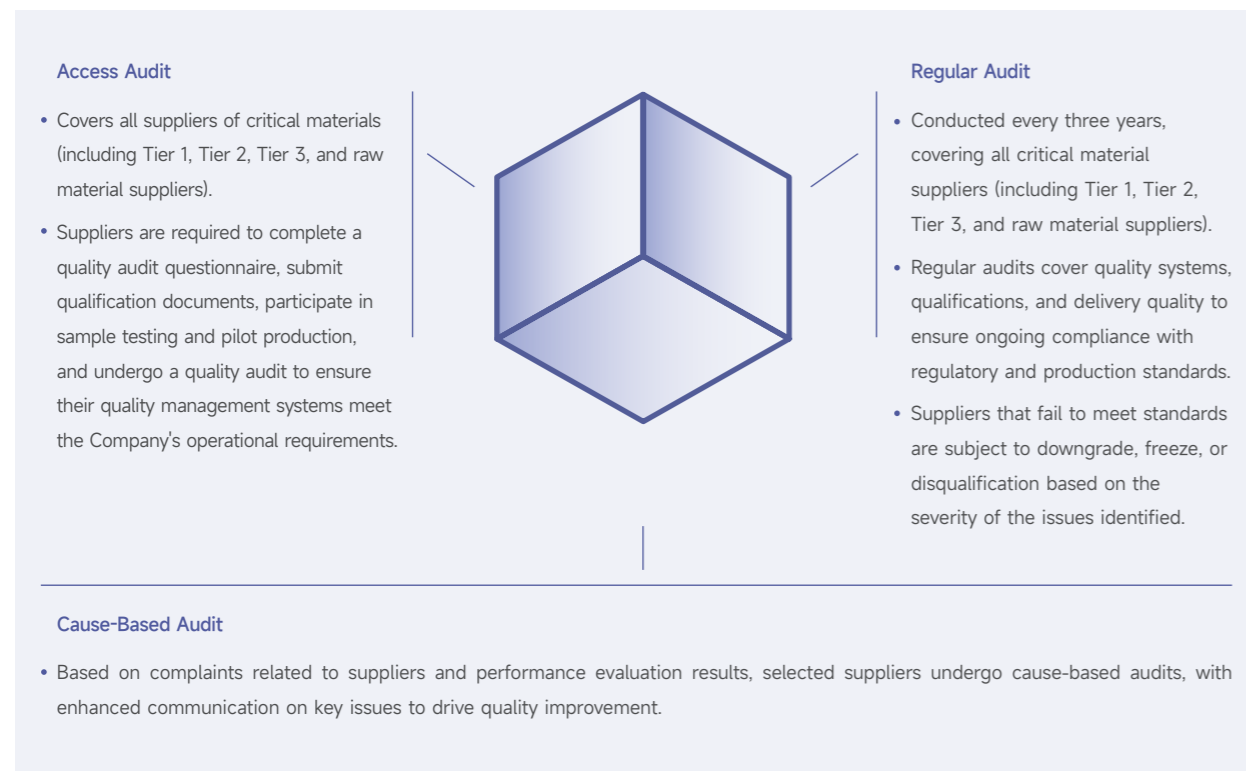 Access Audit
• Covers all suppliers of critical materials
(including Tier 1, Tier 2, Tier 3, and raw
material suppliers).
• Suppliers are required to complete a
quality audit questionnaire, submit
qualification documents, participate in
sample testing and pilot production,
and undergo a quality audit to ensure
their quality management systems meet
the Company's operational requirements.
Regular Audit
• Conducted every three years,
covering all critical material
suppliers (including Tier 1, Tier 2,
Tier 3, and raw material suppliers).
• Regular audits cover quality systems,
qualifications, and delivery quality to
ensure ongoing compliance with
regulatory and production standards.
• Suppliers that fail to meet standards
are subject to downgrade, freeze, or
disqualification based on the
severity of the issues identified.
Cause-Based Audit
• Based on complaints related to suppliers and performance evaluation results, selected suppliers undergo cause-based audits, with
enhanced communication on key issues to drive quality improvement.